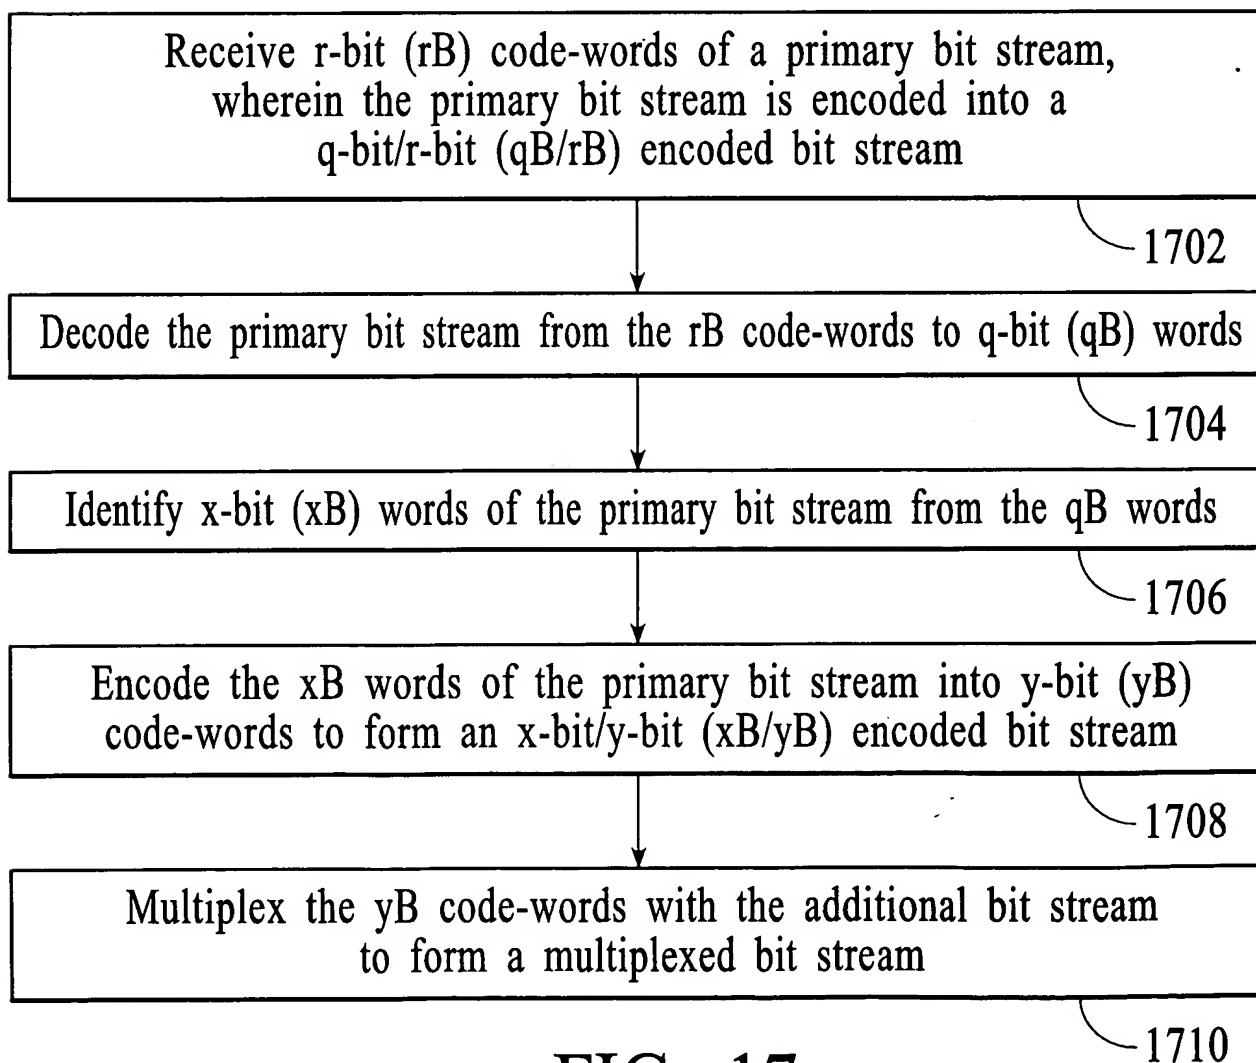 Receive r-bit (rB) code-words of a primary bit stream,
wherein the primary bit stream is encoded into a
q-bit/r-bit (qB/rB) encoded bit stream
1702
Decode the primary bit stream from the rB code-words to q-bit (qB) words
1704
Identify x-bit (xB) words of the primary bit stream from the qB words
1706
Encode the xB words of the primary bit stream into y-bit (yB)
code-words to form an x-bit/y-bit (xB/yB) encoded bit stream
1708
Multiplex the yB code-words with the additional bit stream
to form a multiplexed bit stream
1710
FIG. 17